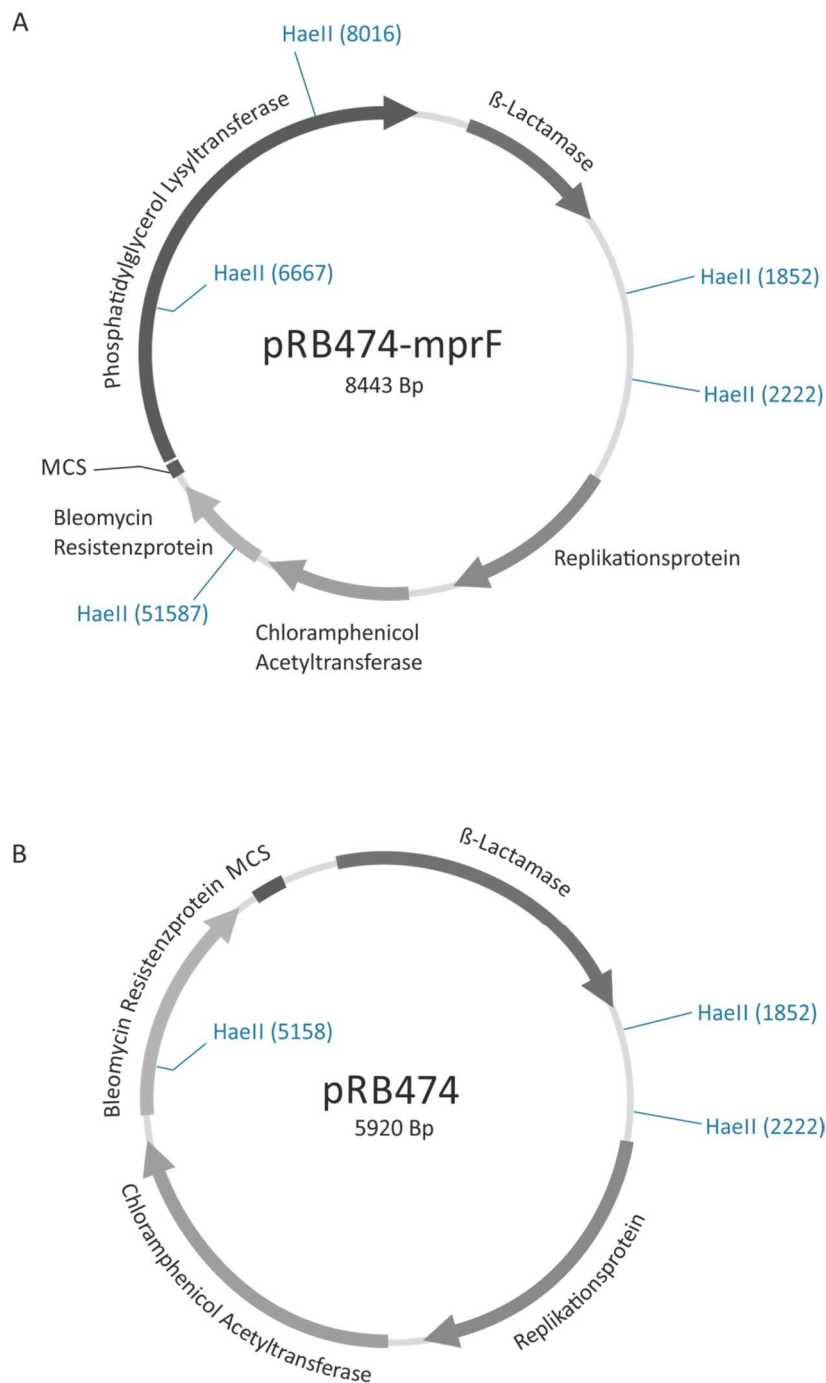 A
HaeII (8016)
ß-Lactamase
Phosphatidylglycerol Lysyltransferase
HaeII (6667)
HaeII (1852)
pRB474-mprF
8443 Bp
HaeII (2222)
MCS
Bleomycin
Resistenzprotein
Replikationsprotein
HaeII (51587)
Chloramphenicol
Acetyltransferase
B
ß-Lactamase
Bleomycin Resistenzprotein
MCS
HaeII (1852)
HaeII (5158)
pRB474
5920 Bp
HaeII (2222)
Replikationsprotein
Chloramphenicol Acetyltransferase